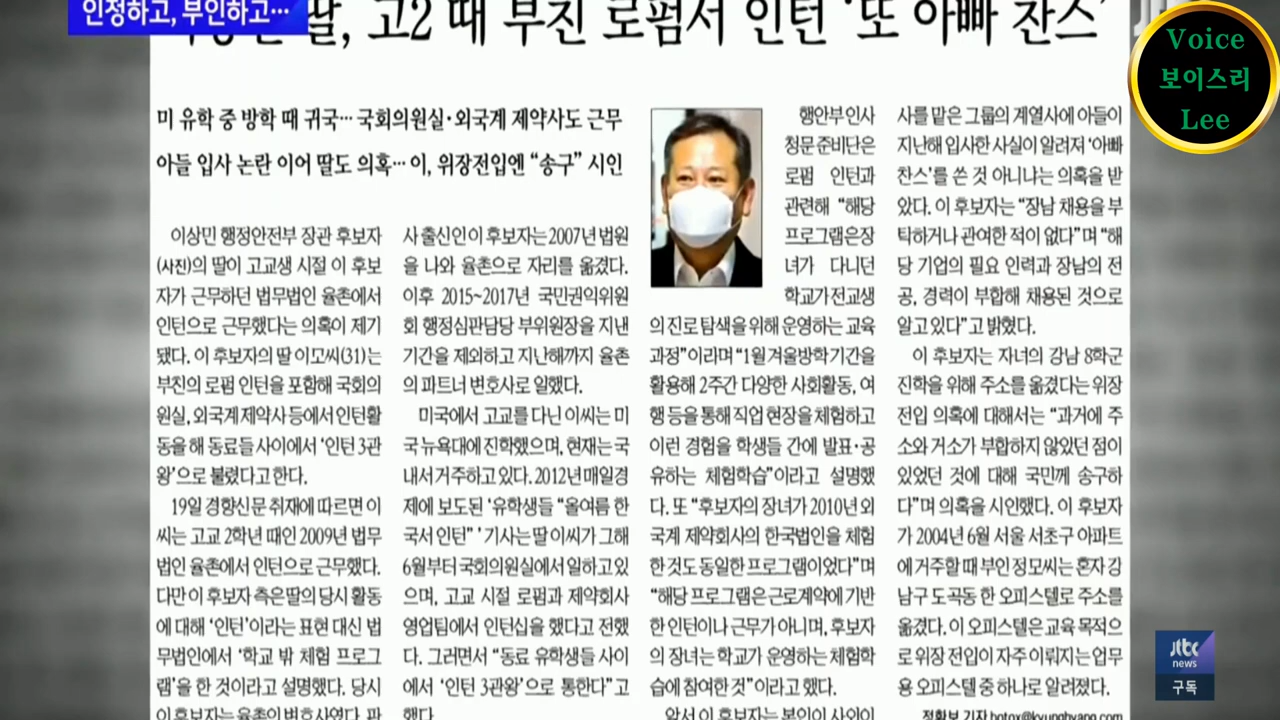 인정하고, 부인하고…
딸, 고2 때 부친 로펌서 인턴 ‘또 아빠 찬스’
Voice
보이스리
Lee
미 유학 중 방학 때 귀국… 국회의원실·외국계 제약사도 근무
아들 입사 논란 이어 딸도 의혹… 이, 위장전입엔 “송구” 시인
이상민 행정안전부 장관 후보자
(사진)의 딸이 고교생 시절 이 후보
자가 근무하던 법무법인 율촌에서
인턴으로 근무했다는 의혹이 제기
됐다. 이 후보자의 딸 이모씨(31)는
부친의 로펌 인턴을 포함해 국회의
원실, 외국계 제약사 등에서 인턴활
동을 해 동료들 사이에서 ‘인턴 3관
왕’으로 불렸다고 한다.
19일 경향신문 취재에 따르면 이
씨는 고교 2학년 때인 2009년 법무
법인 율촌에서 인턴으로 근무했다.
다만 이 후보자 측은 딸의 당시 활동
에 대해 ‘인턴’이라는 표현 대신 법
무법인에서 ‘학교 밖 체험 프로그
램’을 한 것이라고 설명했다. 당시
이 후보자는 율촌의 변호사였다. 판
사 출신인 이 후보자는 2007년 법원
을 나와 율촌으로 자리를 옮겼다.
이후 2015~2017년 국민권익위원
회 행정심판담당 부위원장을 지낸
기간을 제외하고 지난해까지 율촌
의 파트너 변호사로 일했다.
미국에서 고교를 다닌 이씨는 미
국 뉴욕대에 진학했으며, 현재는 국
내서 거주하고 있다. 2012년 매일경
제에 보도된 ‘유학생들 “올여름 한
국서 인턴” ’ 기사는 딸 이씨가 그해
6월부터 국회의원실에서 일하고 있
으며, 고교 시절 로펌과 제약회사
영업팀에서 인턴십을 했다고 전했
다. 그러면서 “동료 유학생들 사이
에서 ‘인턴 3관왕’으로 통한다”고
했다.
행안부 인사
청문 준비단은
로펌 인턴과
관련해 “해당
프로그램은 장
녀가 다니던
학교가 전교생
의 진로 탐색을 위해 운영하는 교육
과정”이라며 “1월 겨울방학 기간을
활용해 2주간 다양한 사회활동, 여
행 등을 통해 직업 현장을 체험하고
이런 경험을 학생들 간에 발표·공
유하는 체험학습”이라고 설명했
다. 또 “후보자의 장녀가 2010년 외
국계 제약회사의 한국법인을 체험
한 것도 동일한 프로그램이었다”며
“해당 프로그램은 근로계약에 기반
한 인턴이나 근무가 아니며, 후보자
의 장녀는 학교가 운영하는 체험학
습에 참여한 것”이라고 했다.
앞서 이 후보자는 본인이 사외이
사를 맡은 그룹의 계열사에 아들이
지난해 입사한 사실이 알려져 ‘아빠
찬스’를 쓴 것 아니냐는 의혹을 받
았다. 이 후보자는 “장남 채용을 부
탁하거나 관여한 적이 없다”며 “해
당 기업의 필요 인력과 장남의 전
공, 경력이 부합해 채용된 것으로
알고 있다”고 밝혔다.
이 후보자는 자녀의 강남 8학군
진학을 위해 주소를 옮겼다는 위장
전입 의혹에 대해서는 “과거에 주
소와 거소가 부합하지 않았던 점이
있었던 것에 대해 국민께 송구하
다”며 의혹을 시인했다. 이 후보자
가 2004년 6월 서울 서초구 아파트
에 거주할 때 부인 정모씨는 혼자 강
남구 도곡동 한 오피스텔로 주소를
옮겼다. 이 오피스텔은 교육 목적으
로 위장 전입이 자주 이뤄지는 업무
용 오피스텔 중 하나로 알려졌다.
정환보 기자 botox@kyunghyang.com
jtbc
news
구독